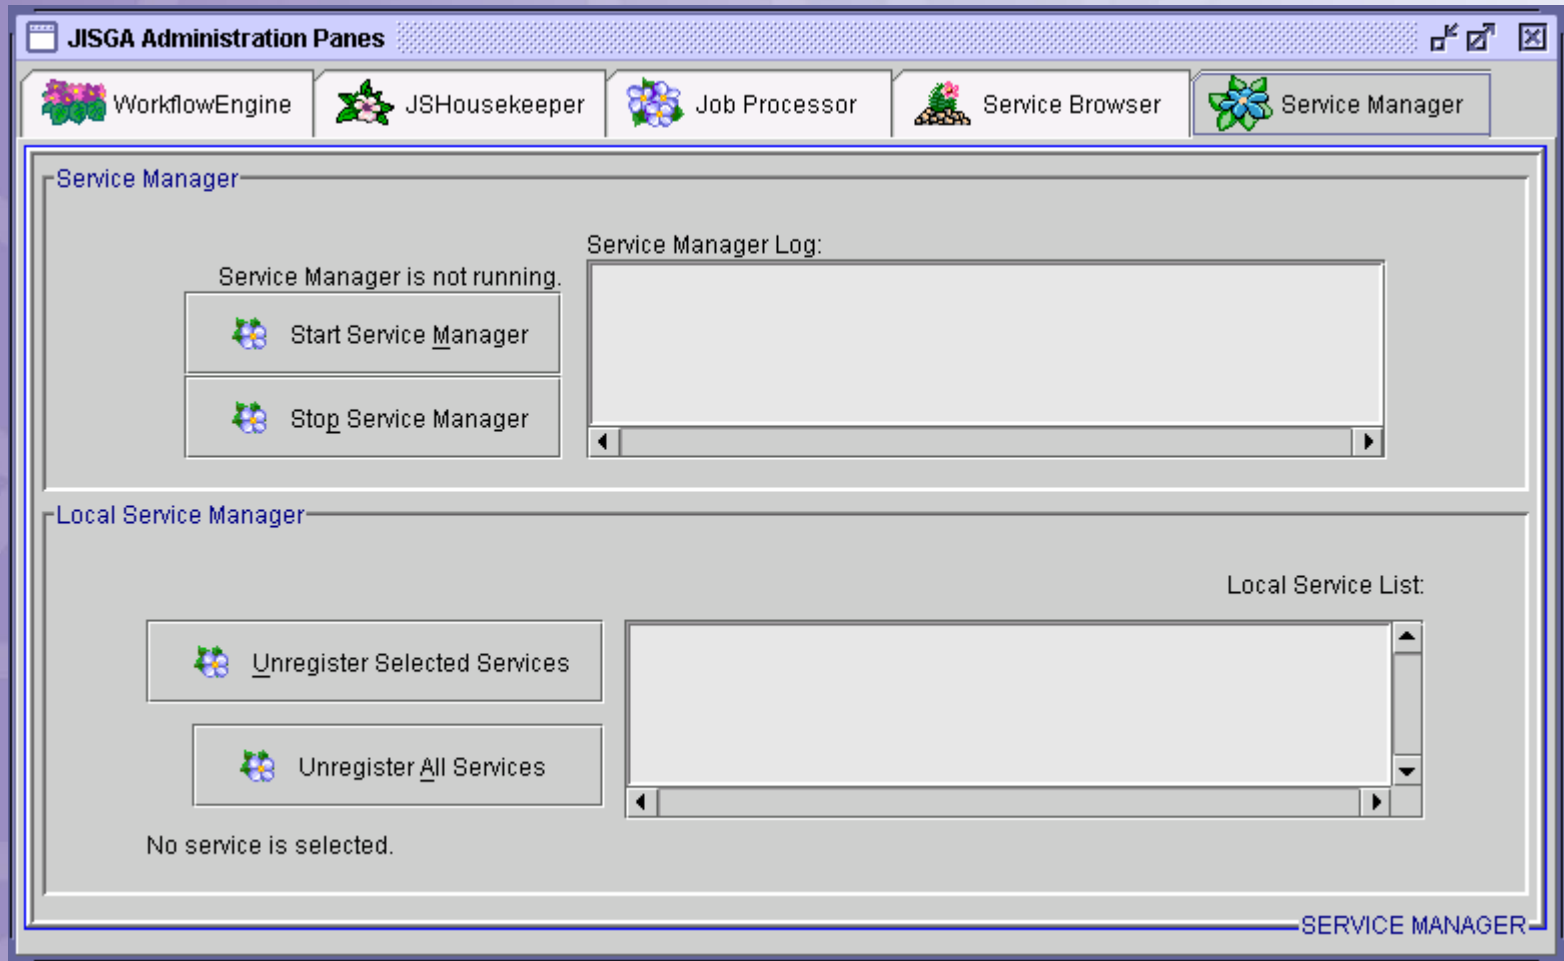 JISGA Administration Panes
WorkflowEngine
JSHousekeeper
Job Processor
Service Browser
Service Manager
Service Manager
Service Manager Log:
Service Manager is not running.
Start Service Manager
Stop Service Manager
Local Service Manager
Local Service List:
Unregister Selected Services
Unregister All Services
No service is selected.
SERVICE MANAGER